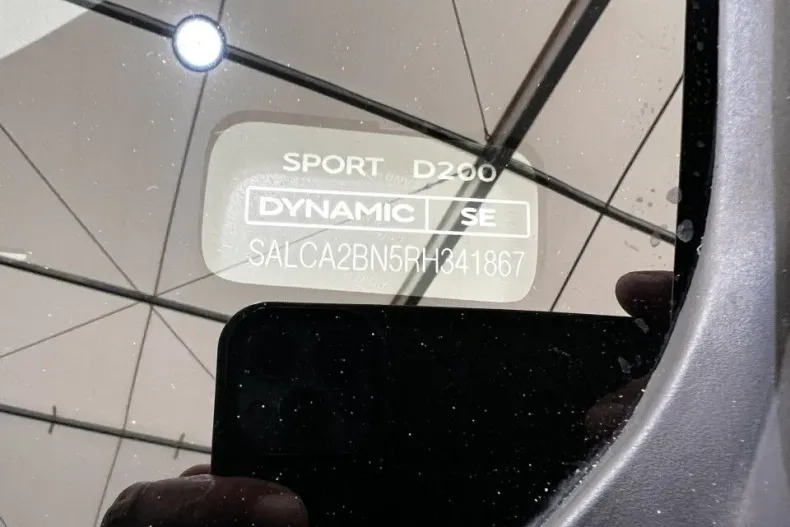 SPORT D200
DYNAMIC SE
SALCA2BN5RH341867